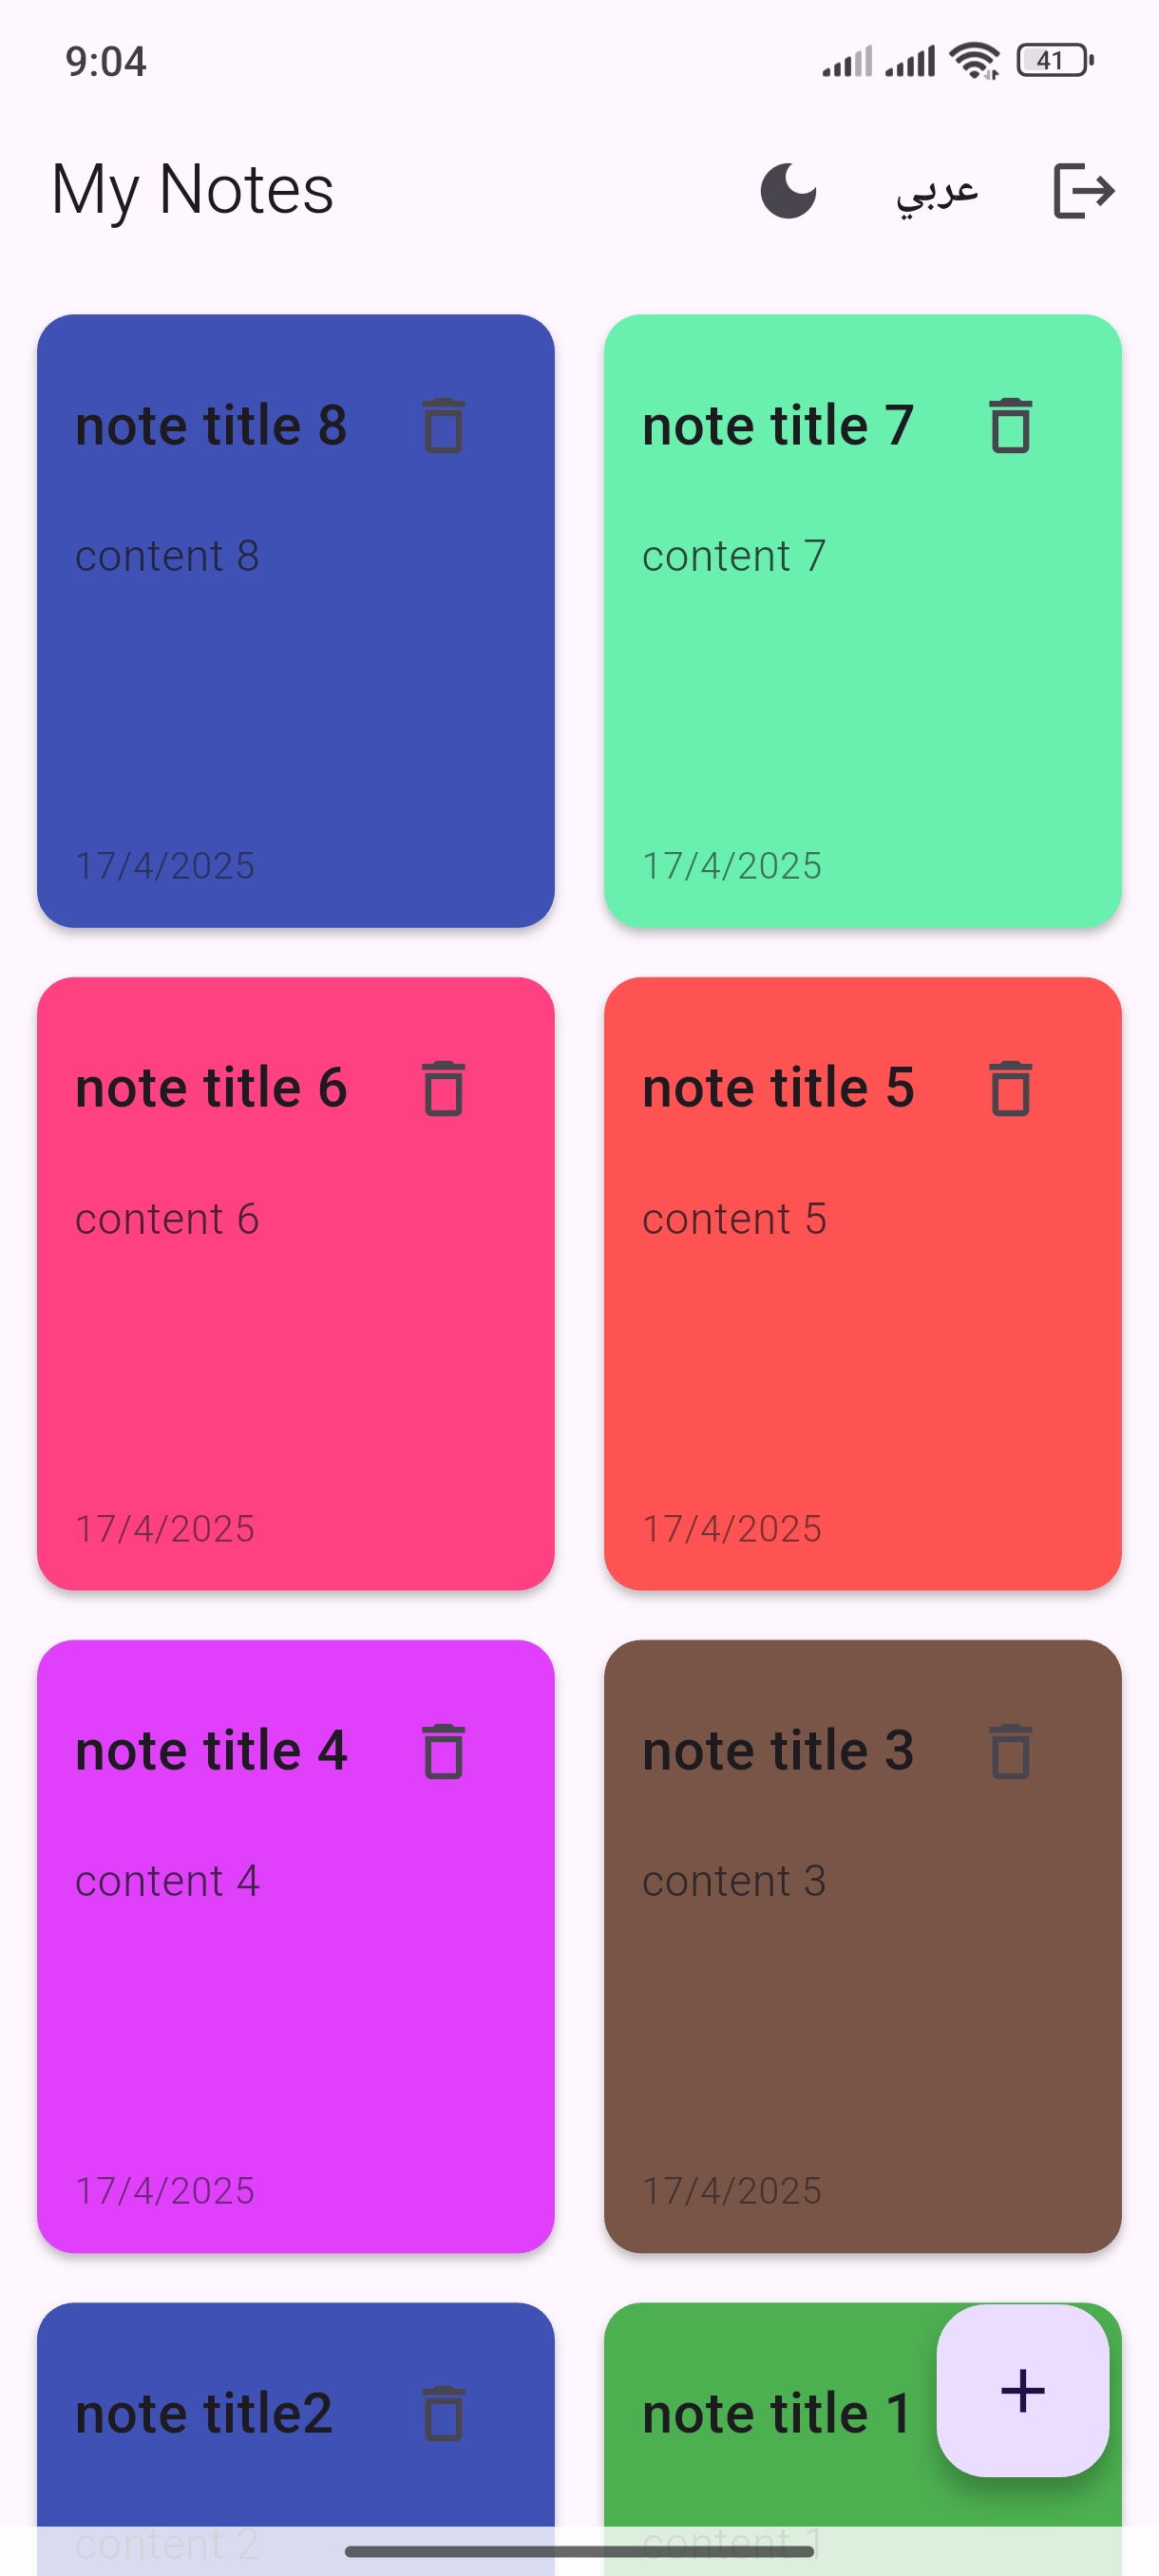 9:04
41
My Notes
عربي
note title 8
content 8
17/4/2025
note title 7
content 7
17/4/2025
note title 6
content 6
17/4/2025
note title 5
content 5
17/4/2025
note title 4
content 4
17/4/2025
note title 3
content 3
17/4/2025
note title2
content 2
note title 1
content 1